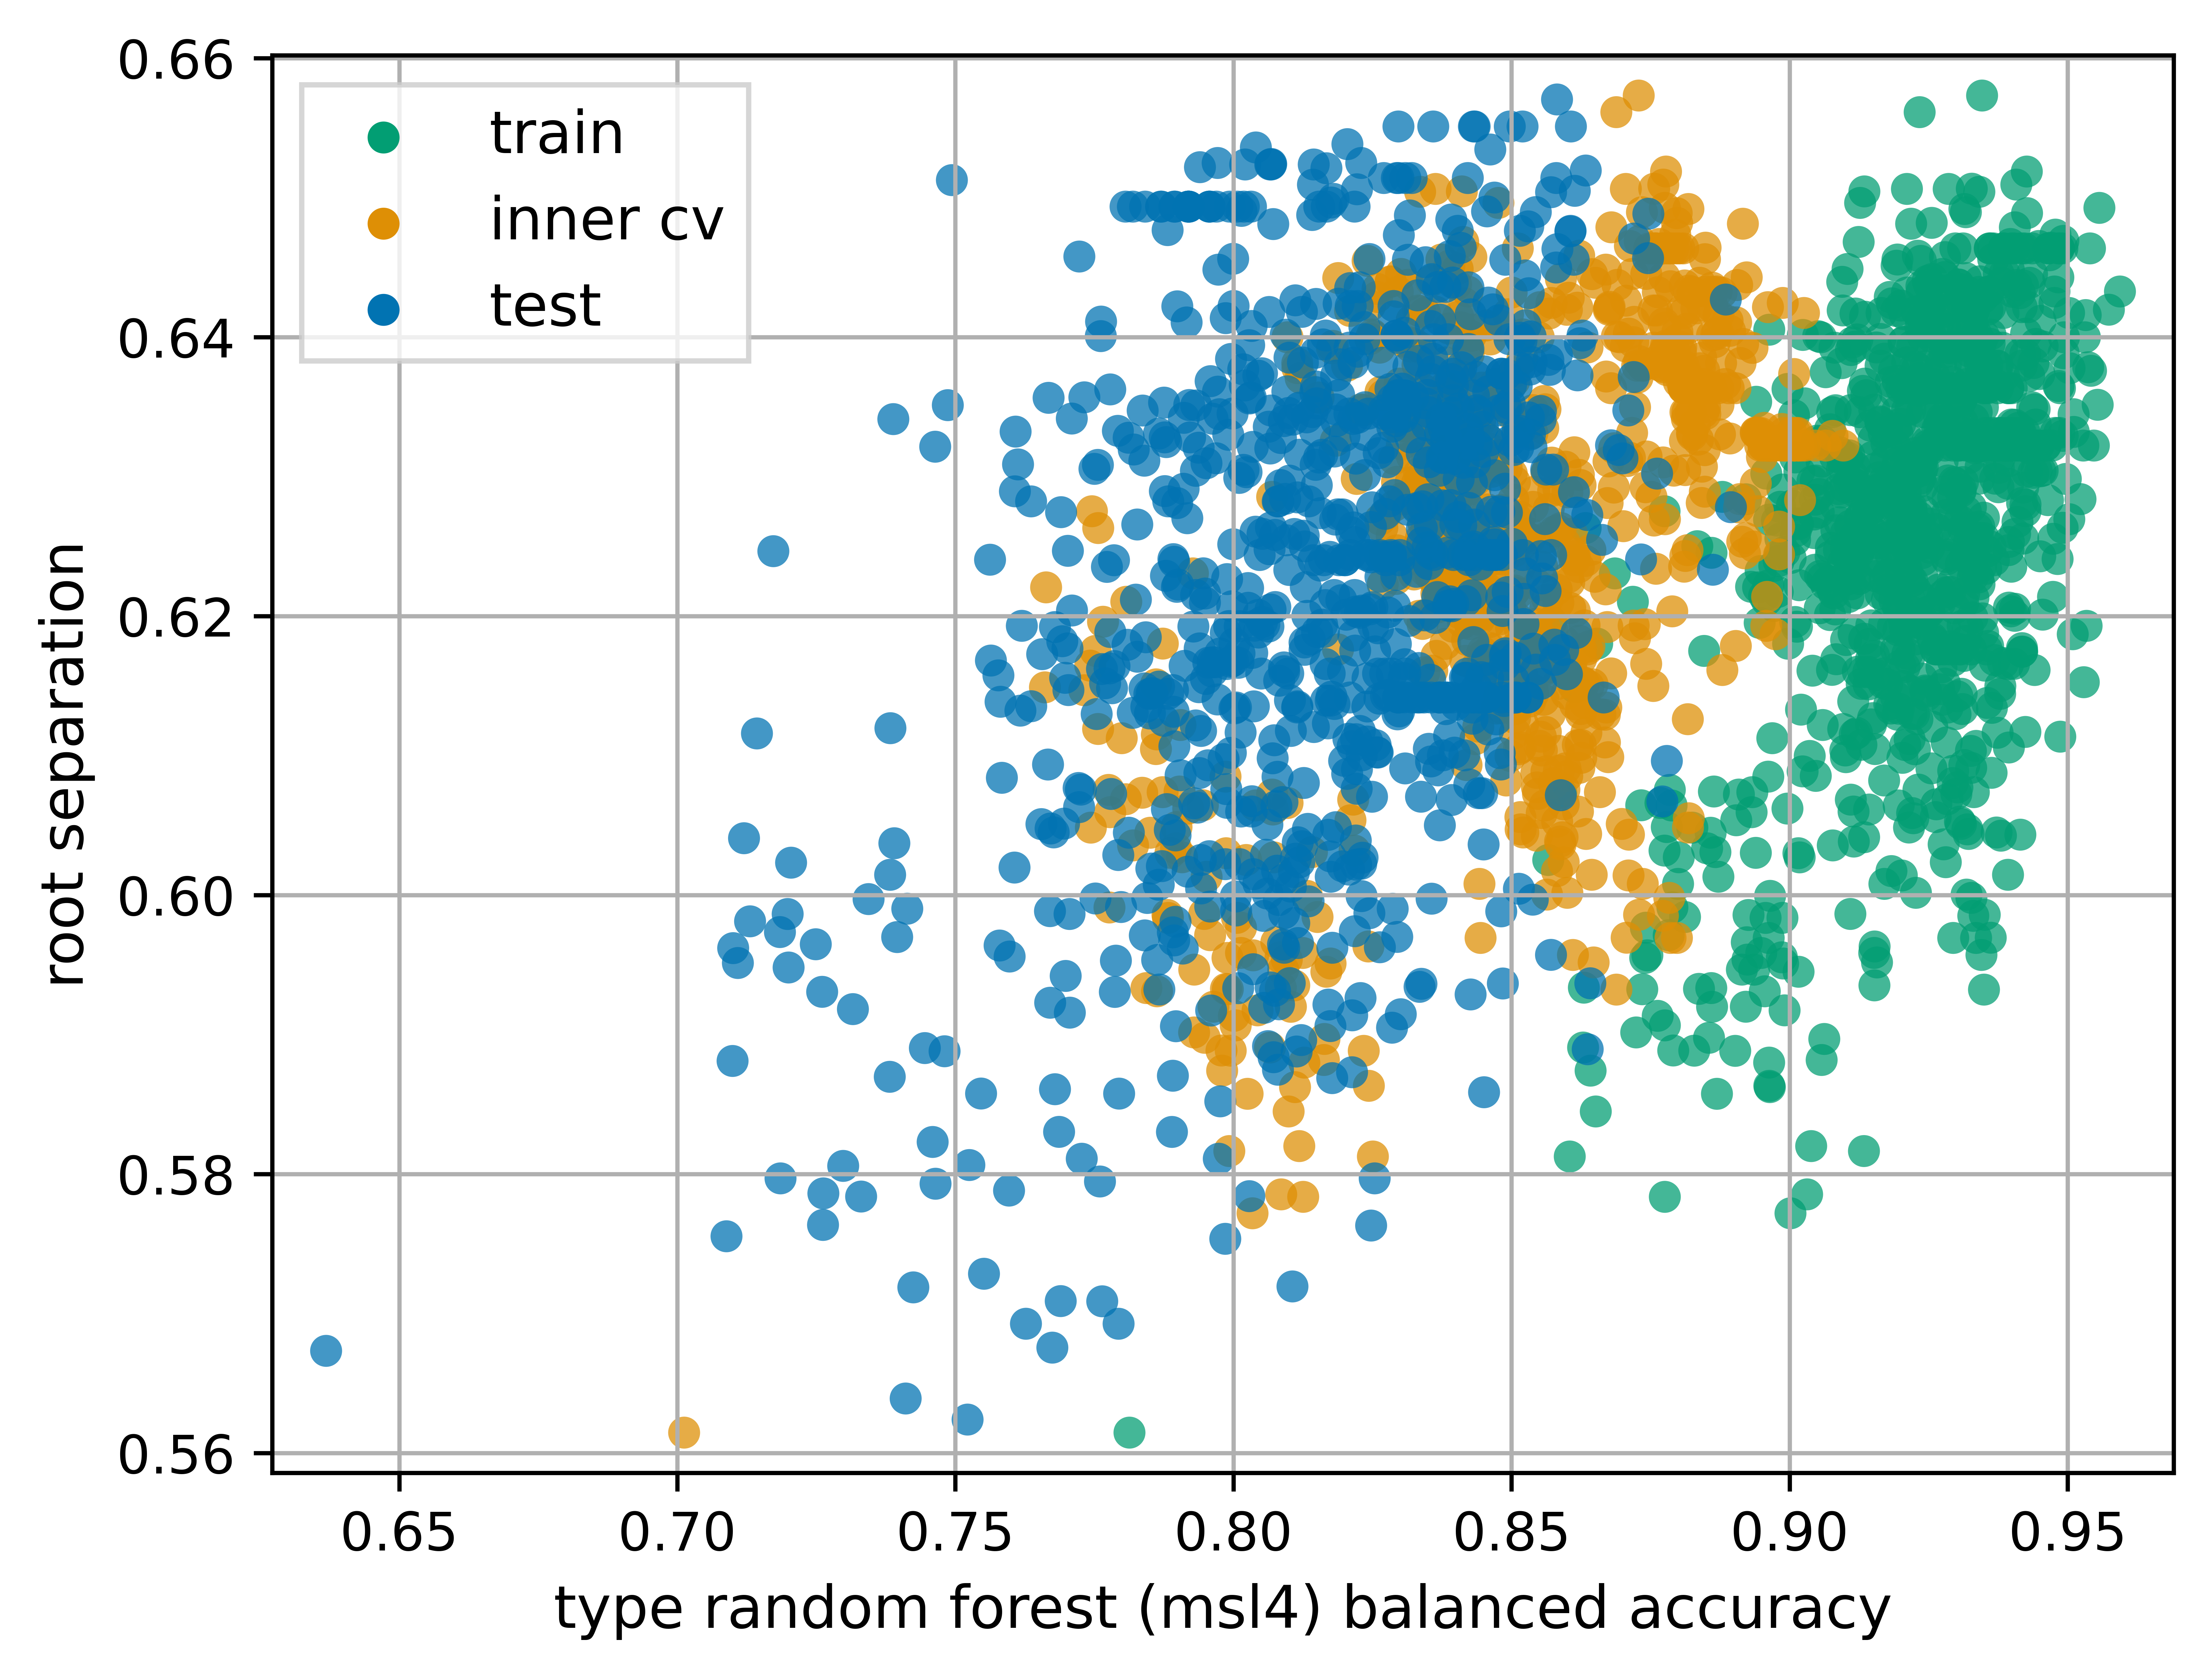 0.66
0.64
0.62
0.60
0.58
0.56
root separation
train
inner cv
test
0.65 0.70 0.75 0.80 0.85 0.90 0.95
type random forest (msl4) balanced accuracy